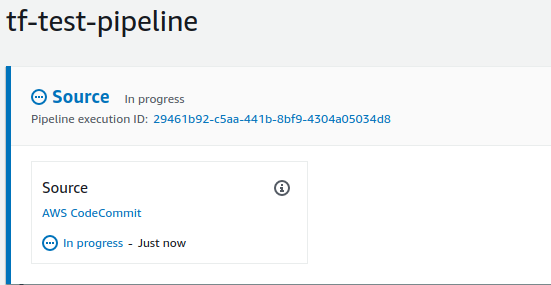 tf-test-pipeline
Source In progress
Pipeline execution ID: 29461b92-c5aa-441b-8bf9-4304a05034d8
Source
AWS CodeCommit
In progress - Just now